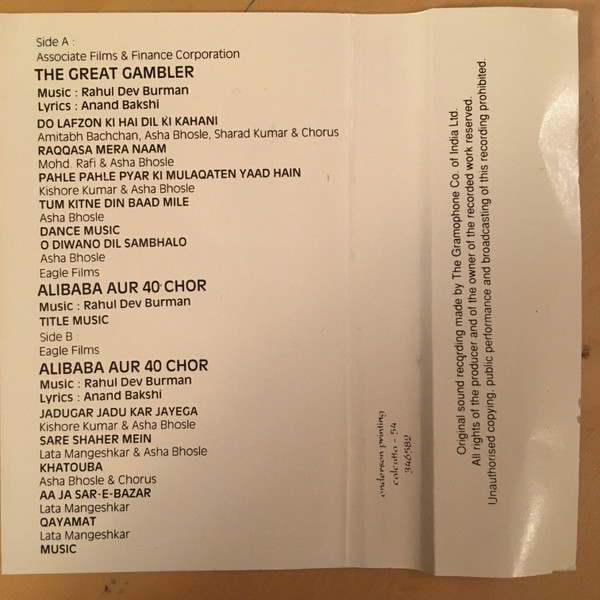 Side A :
Associate Films & Finance Corporation
THE GREAT GAMBLER
Music : Rahul Dev Burman
Lyrics : Anand Bakshi
DO LAFZON KI HAI DIL KI KAHANI
Amitabh Bachchan, Asha Bhosle, Sharad Kumar & Chorus
RAQQASA MERA NAAM
Mohd. Rafi & Asha Bhosle
PAHLE PAHLE PYAR KI MULAQATEN YAAD HAIN
Kishore Kumar & Asha Bhosle
TUM KITNE DIN BAAD MILE
Asha Bhosle
DANCE MUSIC
O DIWANO DIL SAMBHALO
Asha Bhosle
Eagle Films
ALIBABA AUR 40 CHOR
Music : Rahul Dev Burman
TITLE MUSIC
Side B :
Eagle Films
ALIBABA AUR 40 CHOR
Music : Rahul Dev Burman
Lyrics : Anand Bakshi
JADUGAR JADU KAR JAYEGA
Kishore Kumar & Asha Bhosle
SARE SHAHER MEIN
Lata Mangeshkar & Asha Bhosle
KHATOUBA
Asha Bhosle & Chorus
AA JA SAR-E-BAZAR
Lata Mangeshkar
QAYAMAT
Lata Mangeshkar
MUSIC
anderson printing
calcutta - 54
346582
Original sound recording made by The Gramophone Co. of India Ltd.
All rights of the producer and of the owner of the recorded work reserved.
Unauthorised copying, public performance and broadcasting of this recording prohibited.